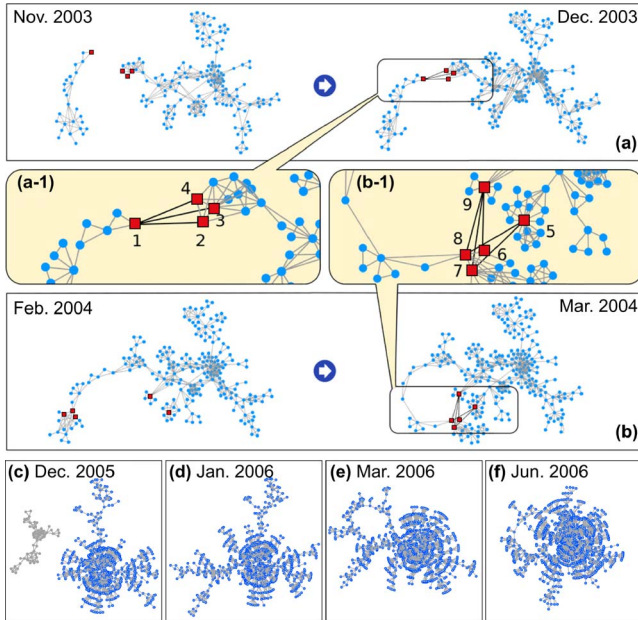 Nov. 2003
Dec. 2003
(a)
(a-1)
4
3
1
2
(b-1)
9
5
8
6
7
Feb. 2004
Mar. 2004
(b)
(c) Dec. 2005
(d) Jan. 2006
(e) Mar. 2006
(f) Jun. 2006